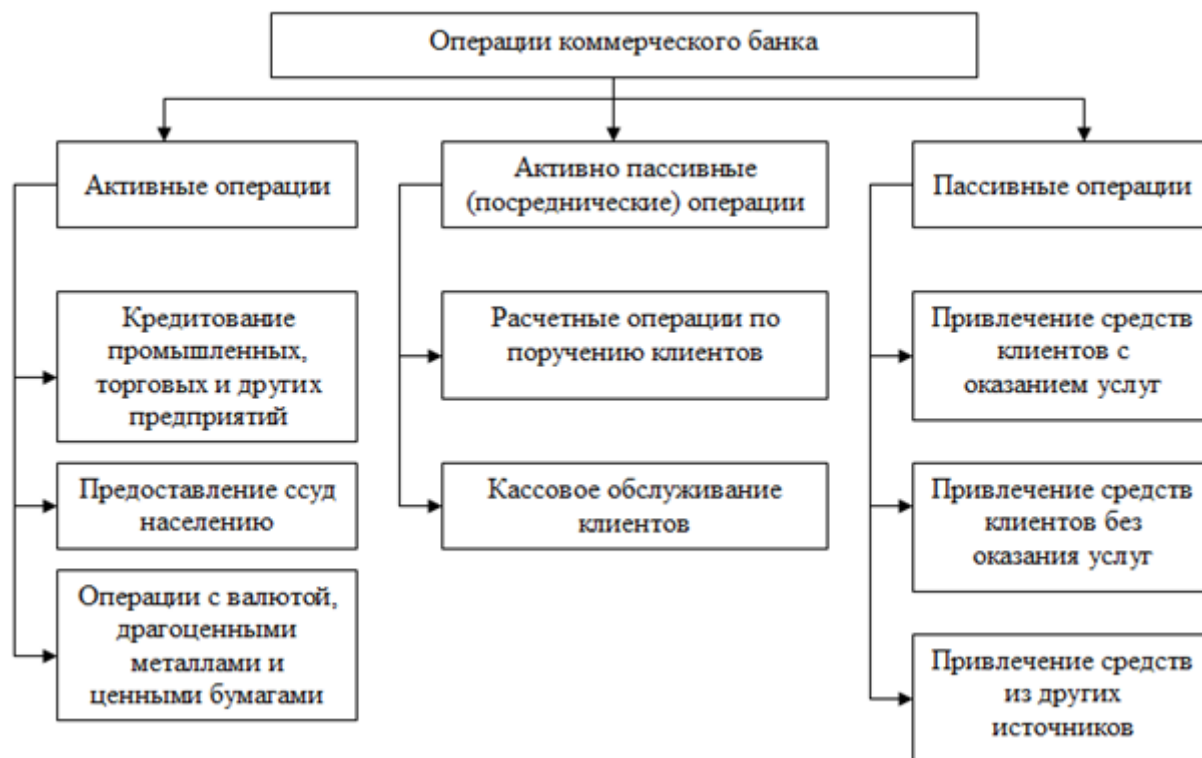 Операции коммерческого банка
Активные операции
Активно пассивные
(посреднические) операции
Пассивные операции
Кредитование
промышленных,
торговых и других
предприятий
Расчетные операции по
поручению клиентов
Привлечение средств
клиентов с
оказанием услуг
Предоставление ссуд
населению
Кассовое обслуживание
клиентов
Привлечение средств
клиентов без
оказания услуг
Операции с валютой,
драгоценными
металлами и
ценными бумагами
Привлечение средств
из других
источников